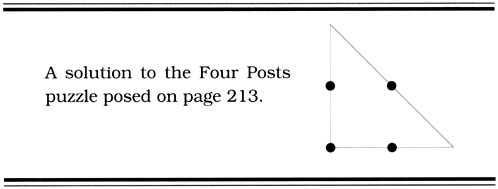 A solution to the Four Posts
puzzle posed on page 213.